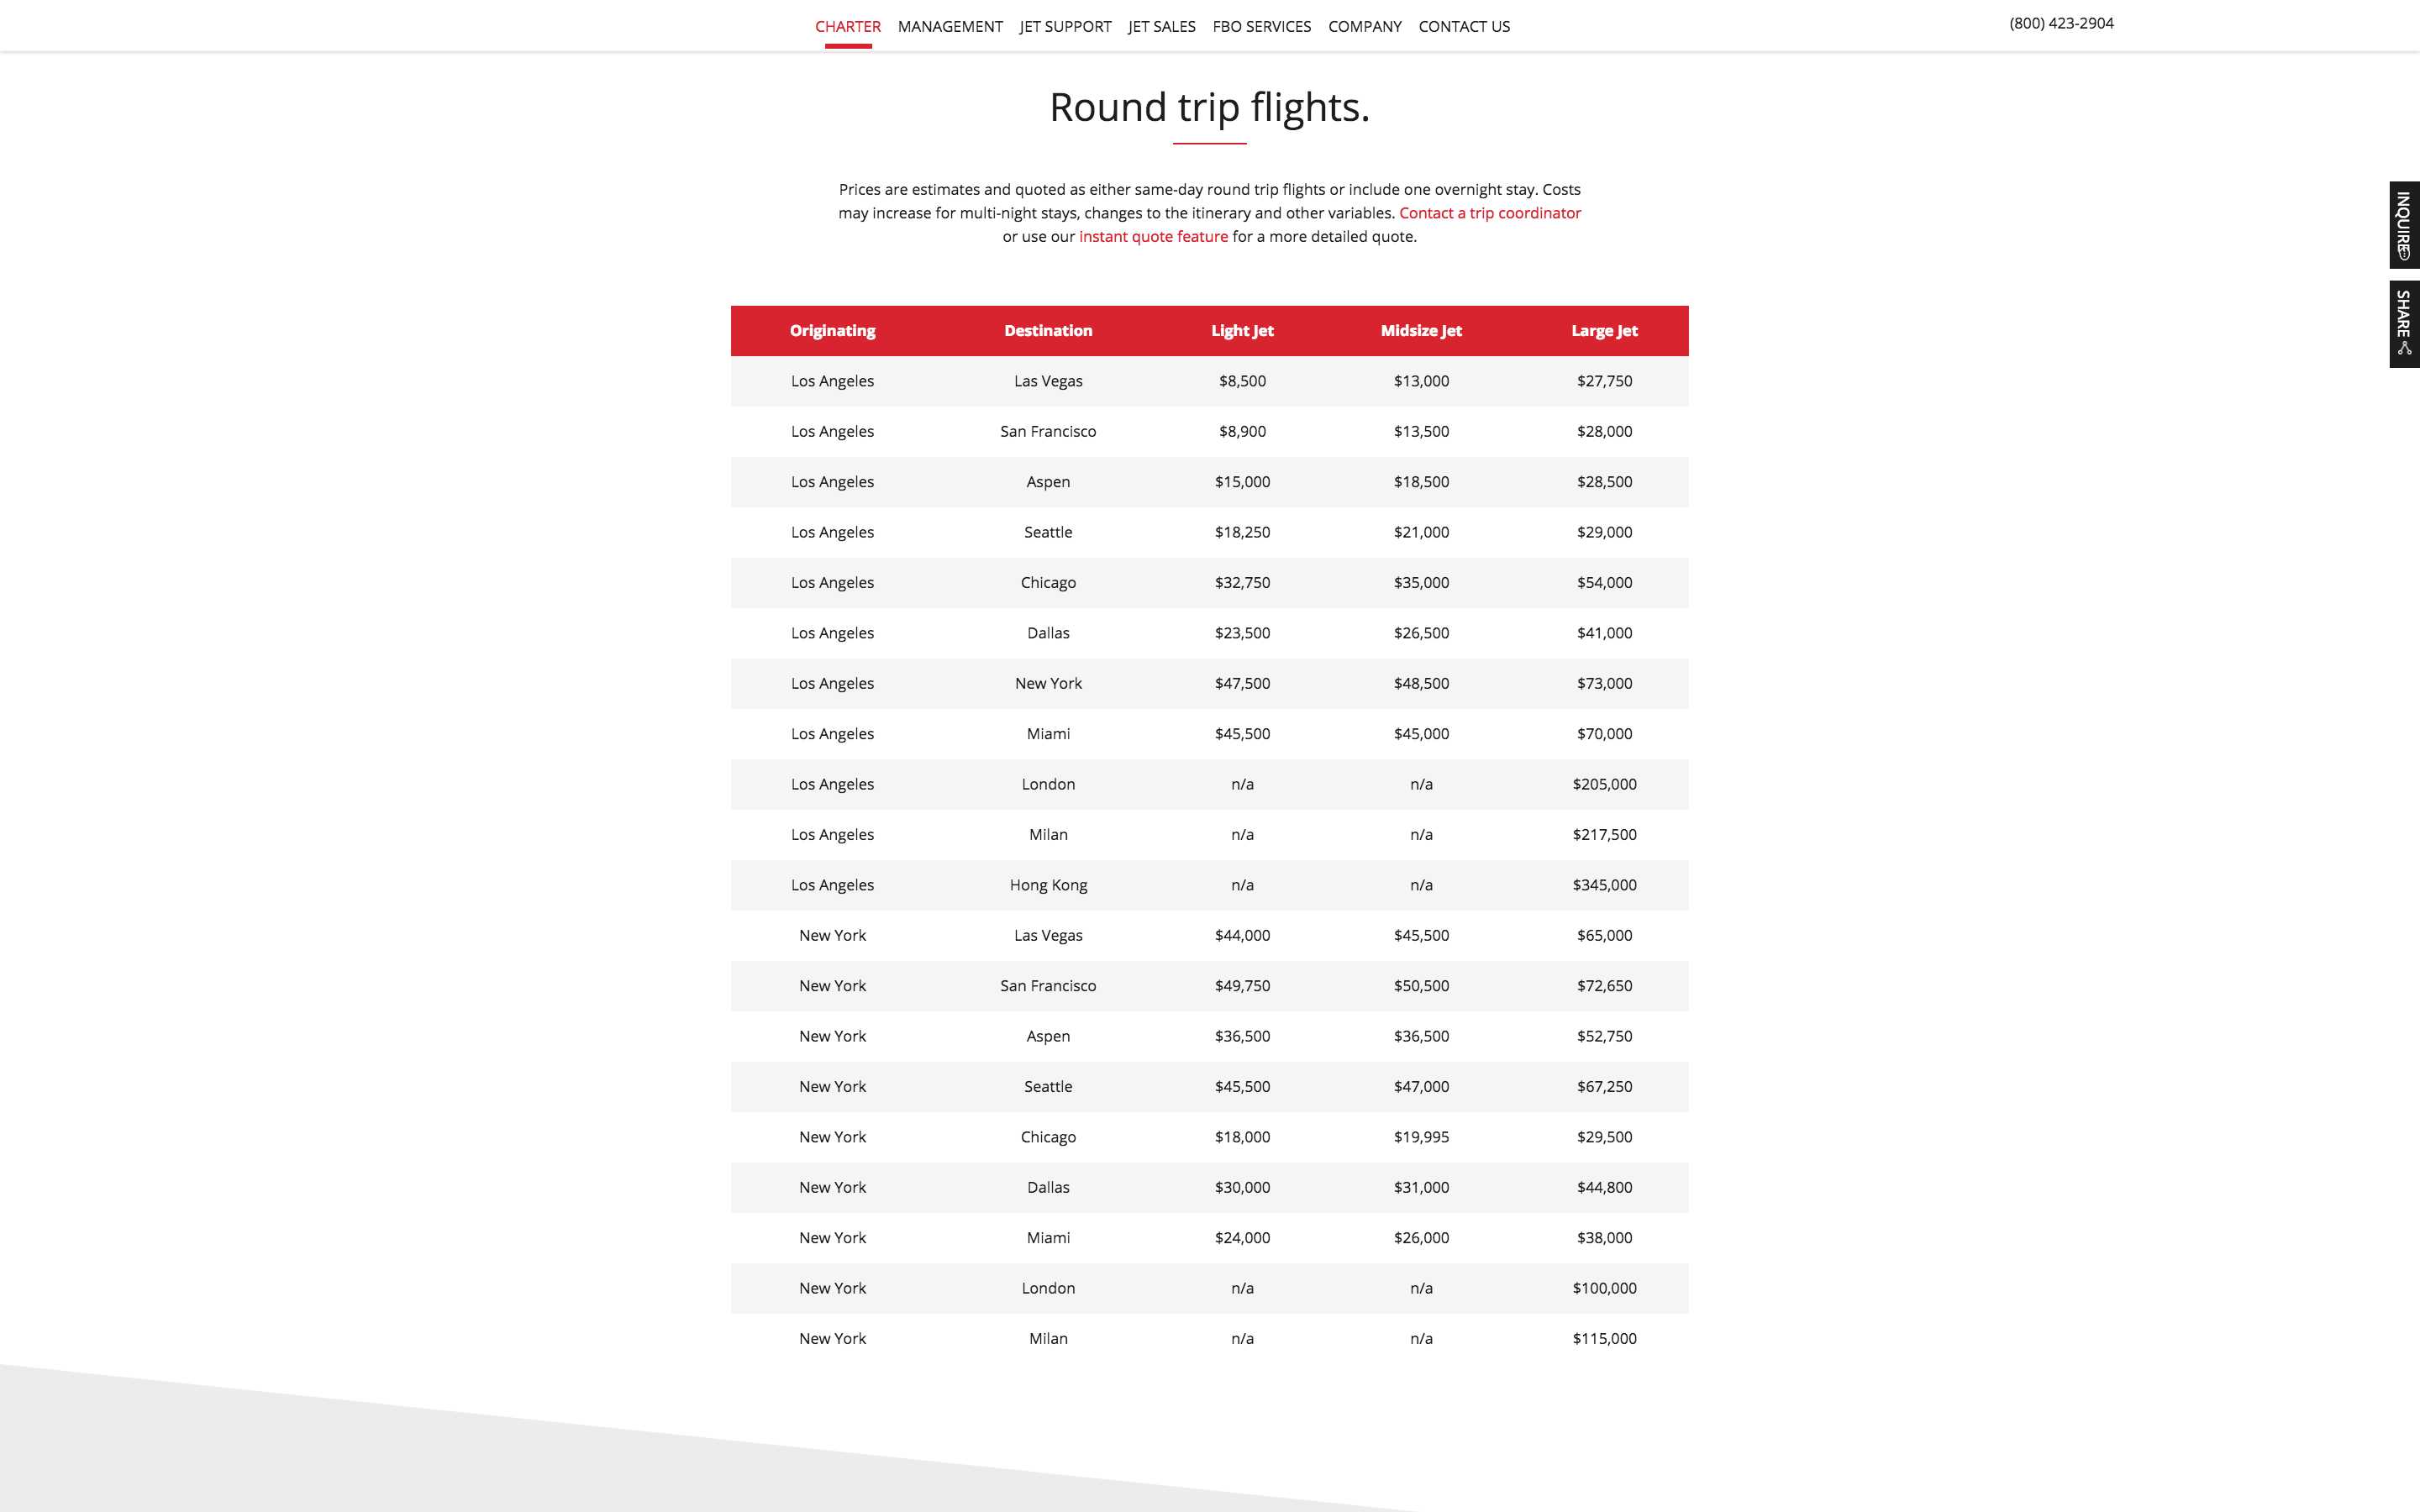 CHARTER MANAGEMENT JET SUPPORT JET SALES FBO SERVICES COMPANY CONTACT US (800) 423-2904
Round trip flights.
Prices are estimates and quoted as either same-day round trip flights or include one overnight stay. Costs
may increase for multi-night stays, changes to the itinerary and other variables. Contact a trip coordinator
or use our instant quote feature for a more detailed quote.
INQUIRE
SHARE
Originating Destination Light Jet Midsize Jet Large Jet
Los Angeles Las Vegas $8,500 $13,000 $27,750
Los Angeles San Francisco $8,900 $13,500 $28,000
Los Angeles Aspen $15,000 $18,500 $28,500
Los Angeles Seattle $18,250 $21,000 $29,000
Los Angeles Chicago $32,750 $35,000 $54,000
Los Angeles Dallas $23,500 $26,500 $41,000
Los Angeles New York $47,500 $48,500 $73,000
Los Angeles Miami $45,500 $45,000 $70,000
Los Angeles London n/a n/a $205,000
Los Angeles Milan n/a n/a $217,500
Los Angeles Hong Kong n/a n/a $345,000
New York Las Vegas $44,000 $45,500 $65,000
New York San Francisco $49,750 $50,500 $72,650
New York Aspen $36,500 $36,500 $52,750
New York Seattle $45,500 $47,000 $67,250
New York Chicago $18,000 $19,995 $29,500
New York Dallas $30,000 $31,000 $44,800
New York Miami $24,000 $26,000 $38,000
New York London n/a n/a $100,000
New York Milan n/a n/a $115,000